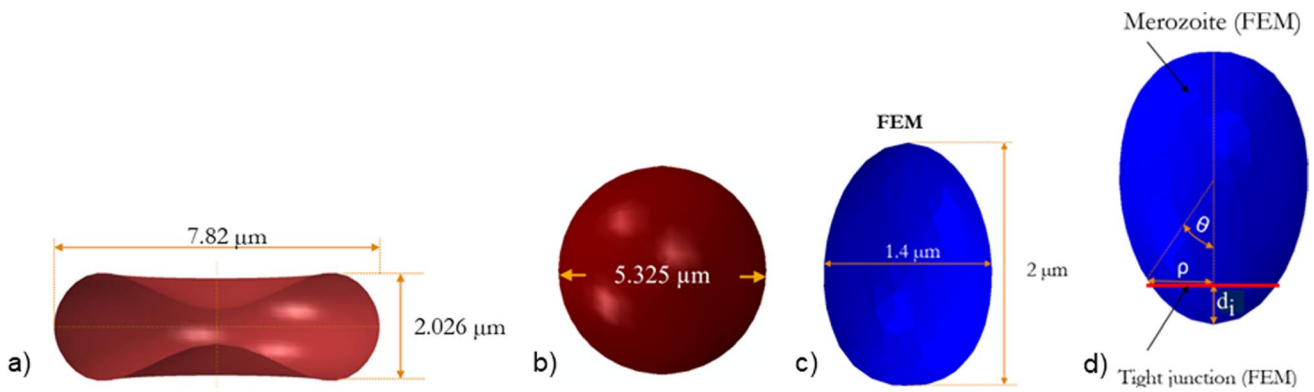 a)
7.82 µm
2.026 µm
b)
5.325 µm
c)
FEM
1.4 µm
2 µm
d)
Merozoite (FEM)
θ
ρ
di
Tight junction (FEM)